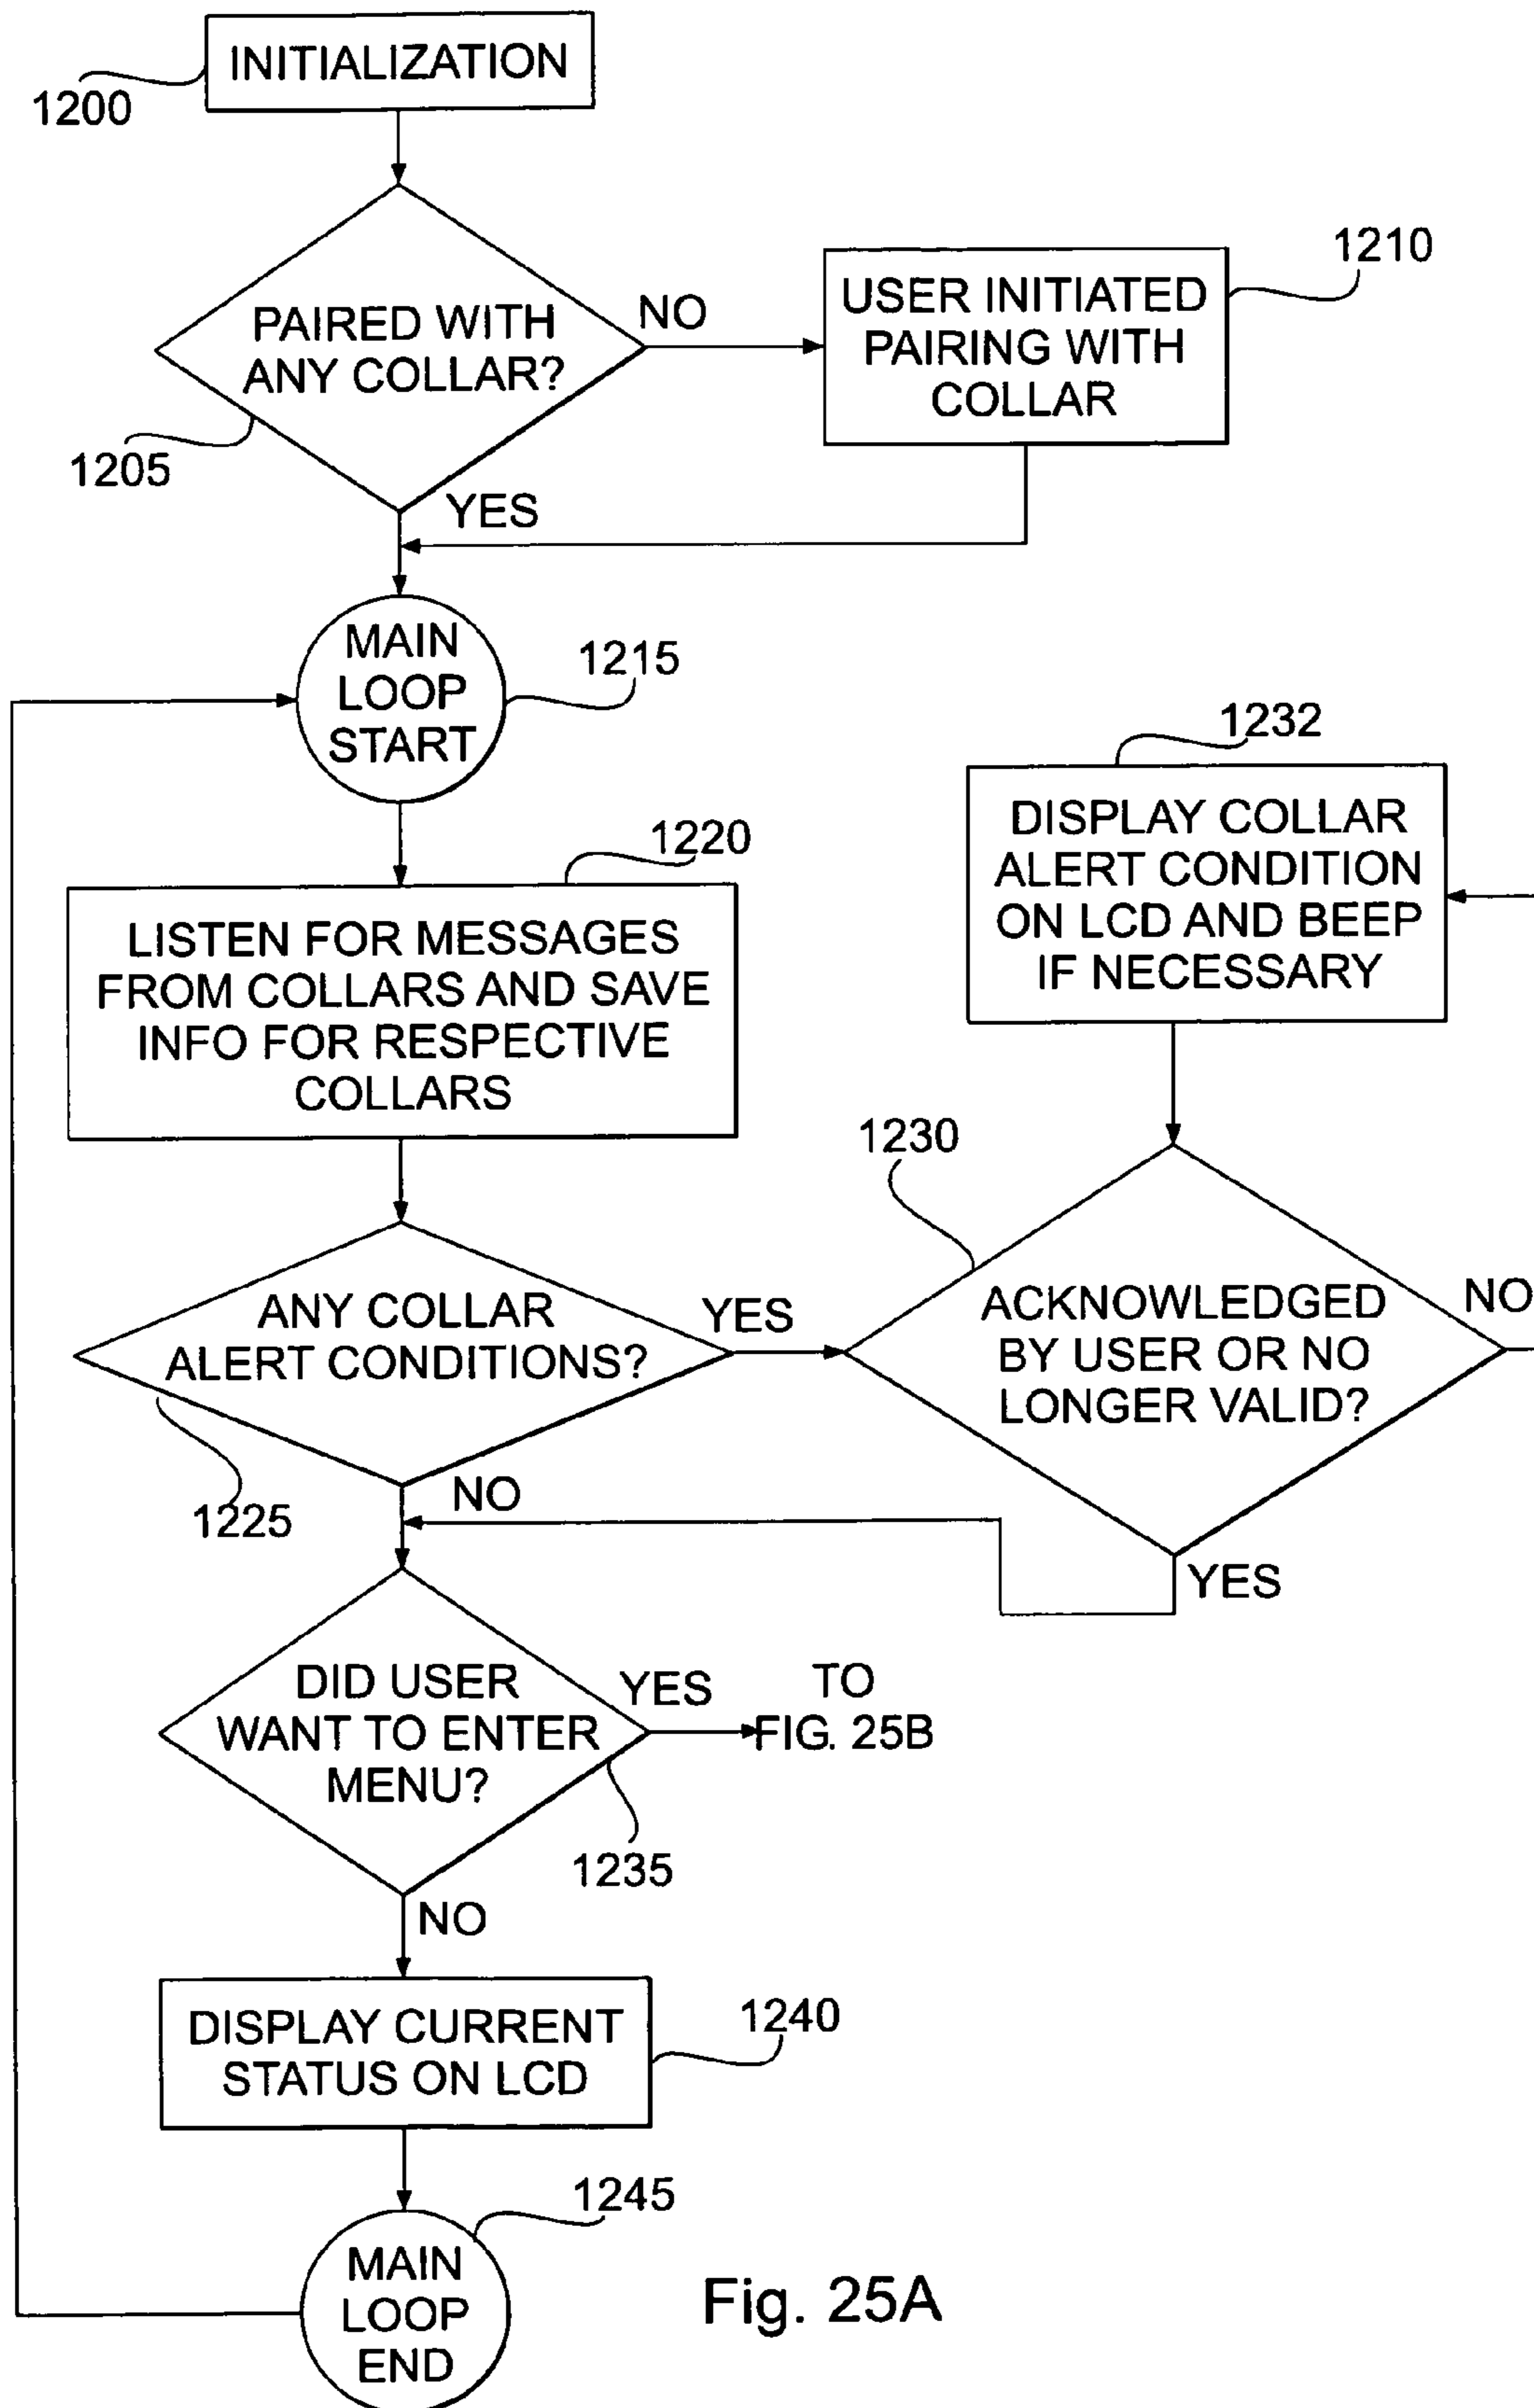 INITIALIZATION
1200
PAIRED WITH
ANY COLLAR?
NO
1205
YES
USER INITIATED
PAIRING WITH
COLLAR
1210
MAIN
LOOP
START
1215
1220
LISTEN FOR MESSAGES
FROM COLLARS AND SAVE
INFO FOR RESPECTIVE
COLLARS
1232
DISPLAY COLLAR
ALERT CONDITION
ON LCD AND BEEP
IF NECESSARY
ANY COLLAR
ALERT CONDITIONS?
YES
1225
NO
1230
ACKNOWLEDGED
BY USER OR NO
LONGER VALID?
NO
YES
DID USER
WANT TO ENTER
MENU?
YES
TO
FIG. 25B
1235
NO
DISPLAY CURRENT
STATUS ON LCD
1240
MAIN
LOOP
END
1245
Fig. 25A